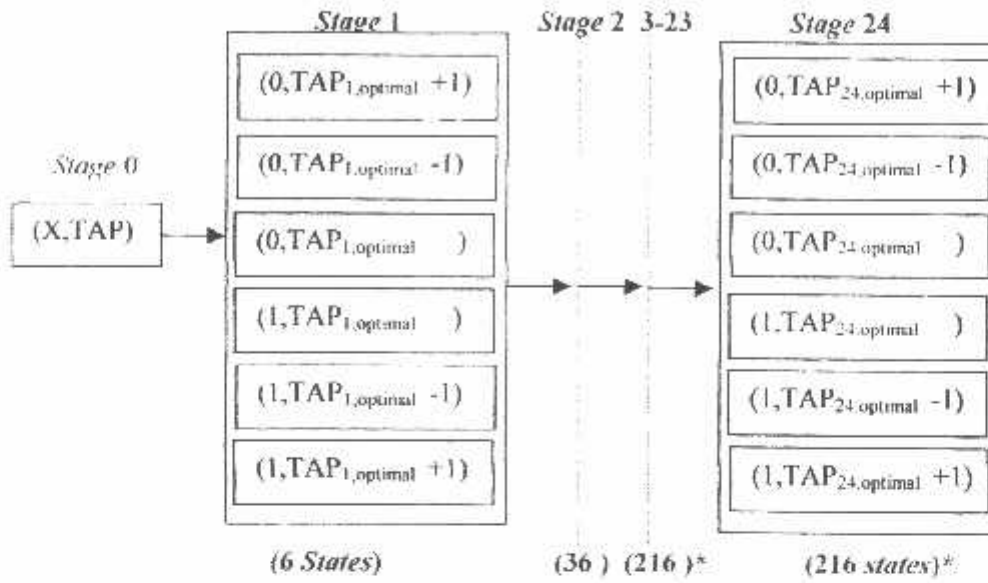 Stage 1
Stage 2 3-23
Stage 24
Stage 0
(X,TAP)
(0,TAP1,optimal +1)
(0,TAP1,optimal -1)
(0,TAP1,optimal )
(1,TAP1,optimal )
(1,TAP1,optimal -1)
(1,TAP1,optimal +1)
(0,TAP24,optimal +1)
(0,TAP24,optimal -1)
(0,TAP24,optimal )
(1,TAP24,optimal )
(1,TAP24,optimal -1)
(1,TAP24,optimal +1)
(6 States)
(36 ) (216 )*
(216 states)*